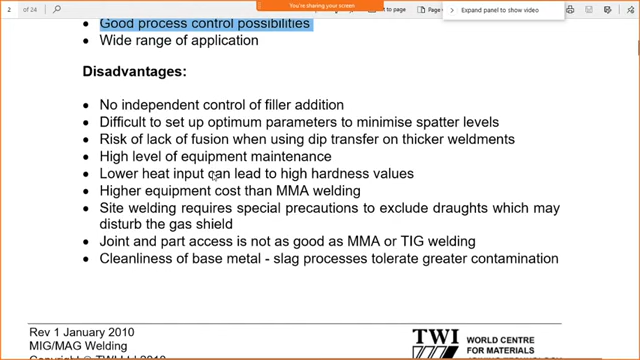 2 of 24
You're sharing your screen
Expand panel to show video
• Good process control possibilities
• Wide range of application
Disadvantages:
• No independent control of filler addition
• Difficult to set up optimum parameters to minimise spatter levels
• Risk of lack of fusion when using dip transfer on thicker weldments
• High level of equipment maintenance
• Lower heat input can lead to high hardness values
• Higher equipment cost than MMA welding
• Site welding requires special precautions to exclude draughts which may
disturb the gas shield
• Joint and part access is not as good as MMA or TIG welding
• Cleanliness of base metal - slag processes tolerate greater contamination
Rev 1 January 2010
MIG/MAG Welding
Copyright © TWI Ltd 2010
TWI
WORLD CENTRE
FOR MATERIALS
JOINING TECHNOLOGY